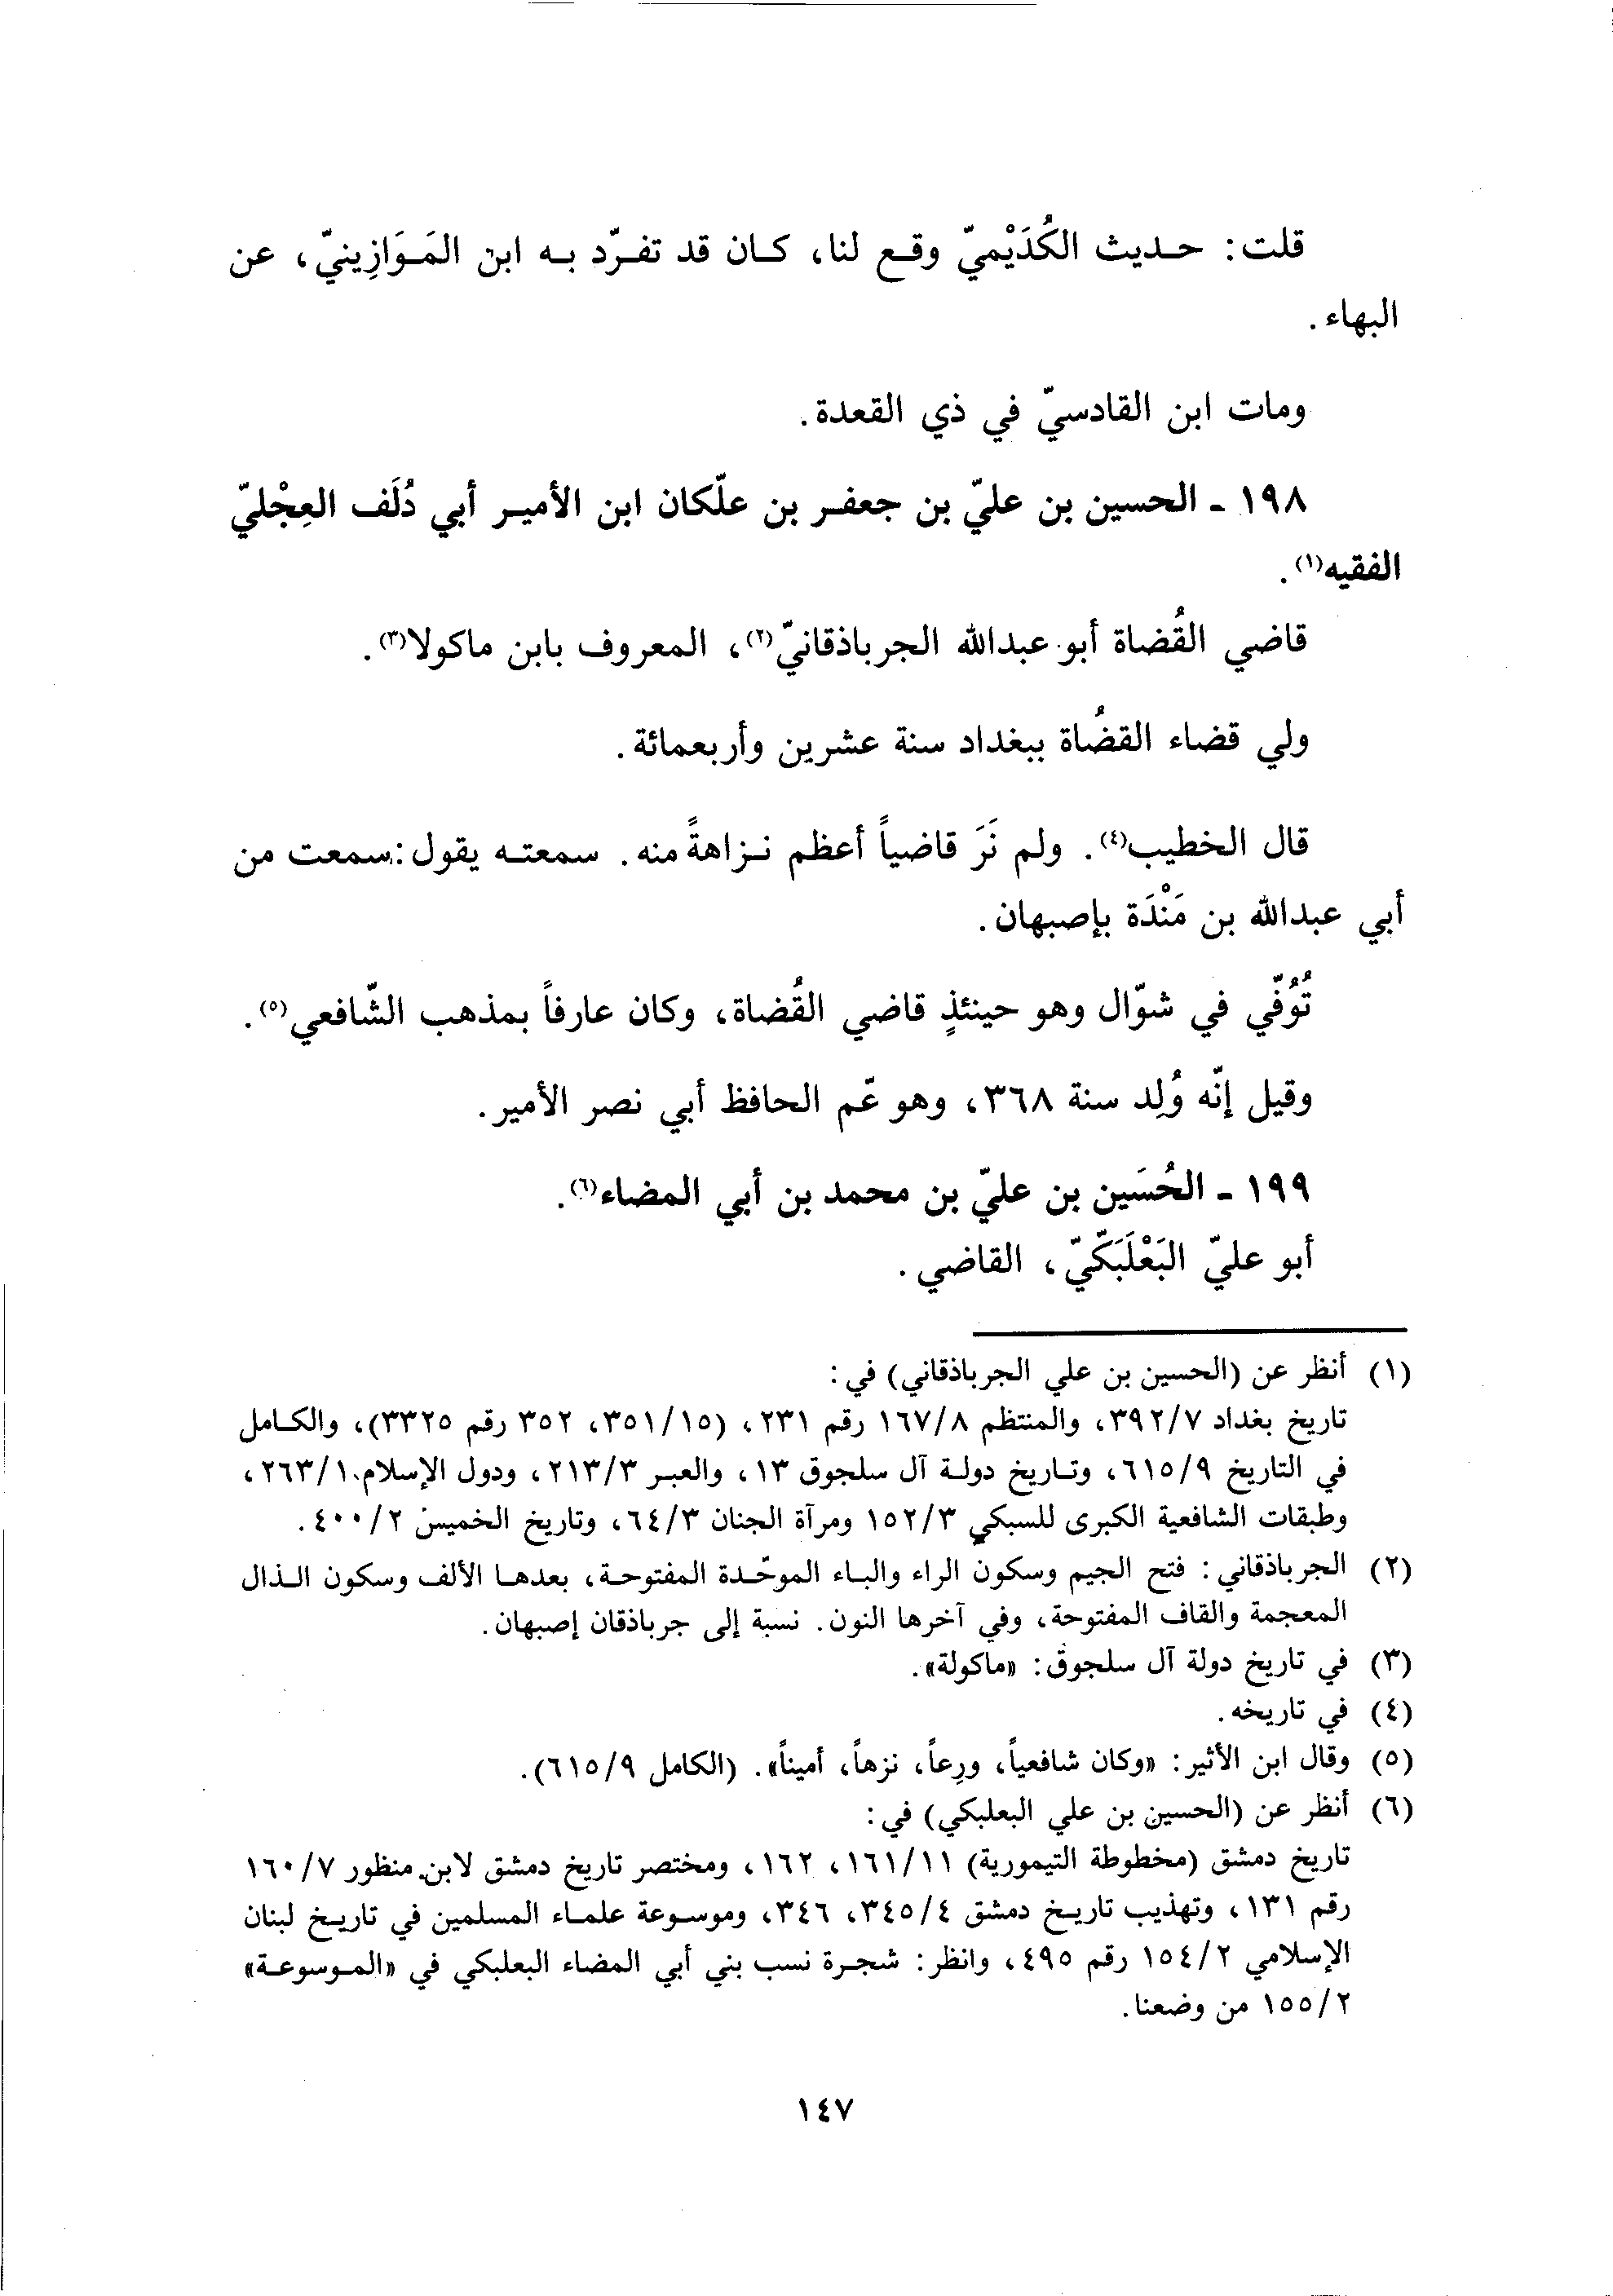 قلت: حديث الكُدَيْميّ وقع لنا، كان قد تفرّد به ابن المَوَازِينيّ، عن
البهاء.
ومات ابن القادسيّ في ذي القعدة.
١٩٨ - الحسين بن عليّ بن جعفر بن علّكان ابن الأمير أبي دُلَف العِجْليّ
الفقيه(١).
قاضي القُضاة أبو عبدالله الجرباذقانيّ(٢)، المعروف بابن ماكولا(٣).
ولي قضاء القضُاة ببغداد سنة عشرين وأربعمائة.
قال الخطيب(٤). ولم نَرَ قاضياً أعظم نزاهةً منه. سمعته يقول: سمعت من
أبي عبدالله بن مَنْدَة بإصبهان.
تُوُفّي في شوّال وهو حينئذٍ قاضي القُضاة، وكان عارفاً بمذهب الشّافعي(٥).
وقيل إنّه وُلِد سنة ٣٦٨، وهو عّم الحافظ أبي نصر الأمير.
١٩٩ - الحُسَين بن عليّ بن محمد بن أبي المضاء(٦).
أبو عليّ البَعْلَبَكّيّ، القاضي.
(١) أنظر عن (الحسين بن علي الجرباذقاني) في:
تاريخ بغداد ٣٩٢/٧، والمنتظم ١٦٧/٨ رقم ٢٣١، (٣٥١/١٥، ٣٥٢ رقم ٣٣٢٥)، والكامل
في التاريخ ٦١٥/٩، وتاريخ دولة آل سلجوق ١٣، والعبر ٢١٣/٣، ودول الإسلام ٢٦٣/١،
وطبقات الشافعية الكبرى للسبكي ١٥٢/٣ ومرآة الجنان ٦٤/٣، وتاريخ الخميس ٤٠٠/٢.
(٢) الجرباذقاني: فتح الجيم وسكون الراء والباء الموحّدة المفتوحة، بعدها الألف وسكون الذال
المعجمة والقاف المفتوحة، وفي آخرها النون. نسبة إلى جرباذقان إصبهان.
(٣) في تاريخ دولة آل سلجوق: «ماكولة».
(٤) في تاريخه.
(٥) وقال ابن الأثير: «وكان شافعياً، ورِعاً، نزهاً، أميناً». (الكامل ٦١٥/٩).
(٦) أنظر عن (الحسين بن علي البعلبكي) في:
تاريخ دمشق (مخطوطة التيمورية) ١٦١/١١، ١٦٢، ومختصر تاريخ دمشق لابن منظور ١٦٠/٧
رقم ١٣١، وتهذيب تاريخ دمشق ٣٤٥/٤، ٣٤٦، وموسوعة علماء المسلمين في تاريخ لبنان
الإسلامي ١٥٤/٢ رقم ٤٩٥، وانظر: شجرة نسب بني أبي المضاء البعلبكي في «الموسوعة»
١٥٥/٢ من وضعنا.
١٤٧